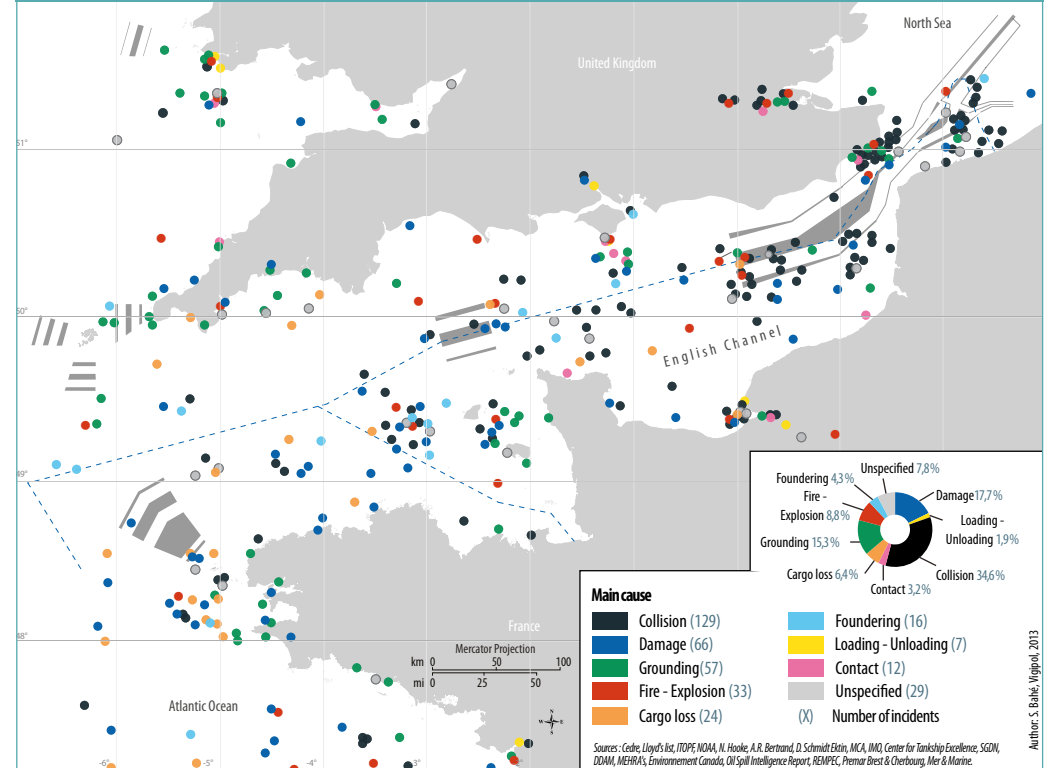 North Sea
United Kingdom
51°
50°
English Channel
49°
Unspecified 7,8%
Foundering 4,3%
Damage 17,7%
Fire -
Explosion 8,8%
Loading -
Unloading 1,9%
Grounding 15,3%
Cargo loss 6,4%
Collision 34,6%
Contact 3,2%
Main cause
Collision (129)
Damage (66)
Grounding(57)
Fire - Explosion (33)
Cargo loss (24)
Foundering (16)
Loading - Unloading (7)
Contact (12)
Unspecified (29)
(X) Number of incidents
France
48°
Mercator Projection
km 0 50 100
mi 0 25 50
Atlantic Ocean
N
W E
S
-6° -5° -4° -3°
Sources : Cedre, Lloyd's list, ITOPF, NOAA, N. Hooke, A.R. Bertrand, D. Schmidt Ektin, MCA, IMO, Center for Tankship Excellence, SGDN,
DDAM, MEHRA's, Environnement Canada, Oil Spill Intelligence Report, REMPEC, Premar Brest & Cherbourg, Mer & Marine.
Author: S. Bahé, Vigipol, 2013